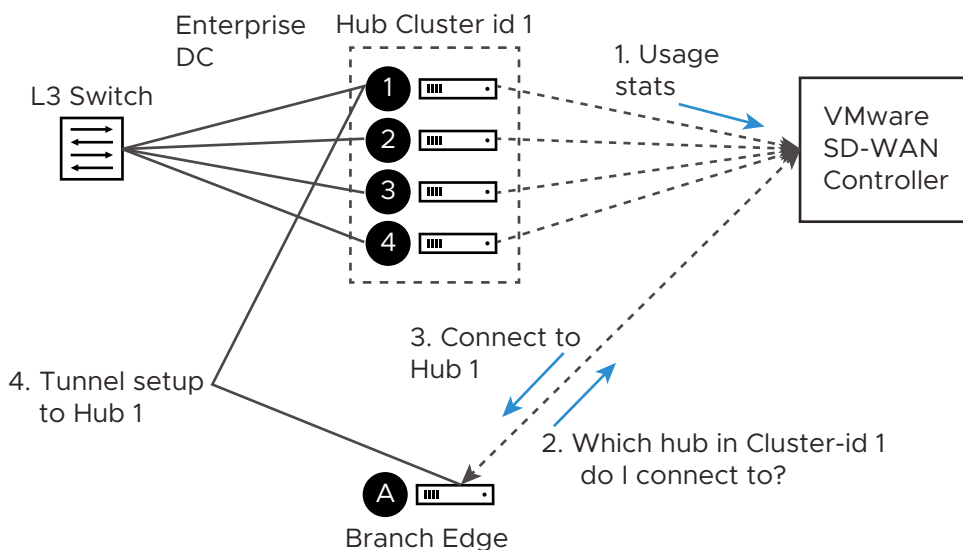 Enterprise
DC
Hub Cluster id 1
1. Usage
stats
L3 Switch
VMware
SD-WAN
Controller
1
2
3
4
3. Connect to
Hub 1
4. Tunnel setup
to Hub 1
2. Which hub in Cluster-id 1
do I connect to?
A
Branch Edge